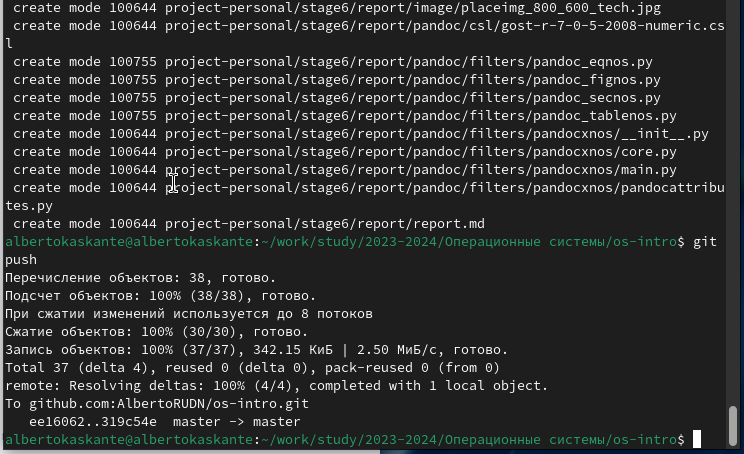 create mode 100644 project-personal/stage6/report/image/placeimg_800_600_tech.jpg
create mode 100644 project-personal/stage6/report/pandoc/csl/gost-r-7-0-5-2008-numeric.cs
l
create mode 100755 project-personal/stage6/report/pandoc/filters/pandoc_eqnos.py
create mode 100755 project-personal/stage6/report/pandoc/filters/pandoc_fignos.py
create mode 100755 project-personal/stage6/report/pandoc/filters/pandoc_secnos.py
create mode 100755 project-personal/stage6/report/pandoc/filters/pandoc_tablenos.py
create mode 100644 project-personal/stage6/report/pandoc/filters/pandocxnos/__init__.py
create mode 100644 project-personal/stage6/report/pandoc/filters/pandocxnos/core.py
create mode 100644 project-personal/stage6/report/pandoc/filters/pandocxnos/main.py
create mode 100644 project-personal/stage6/report/pandoc/filters/pandocxnos/pandocattribu
tes.py
create mode 100644 project-personal/stage6/report/report.md
albertokaskante@albertokaskante:~/work/study/2023-2024/Операционные системы/os-intro$ git
push
Перечисление объектов: 38, готово.
Подсчет объектов: 100% (38/38), готово.
При сжатии изменений используется до 8 потоков
Сжатие объектов: 100% (30/30), готово.
Запись объектов: 100% (37/37), 342.15 КиБ | 2.50 МиБ/с, готово.
Total 37 (delta 4), reused 0 (delta 0), pack-reused 0 (from 0)
remote: Resolving deltas: 100% (4/4), completed with 1 local object.
To github.com:AlbertoRUDN/os-intro.git
ee16062..319c54e  master -> master
albertokaskante@albertokaskante:~/work/study/2023-2024/Операционные системы/os-intro$